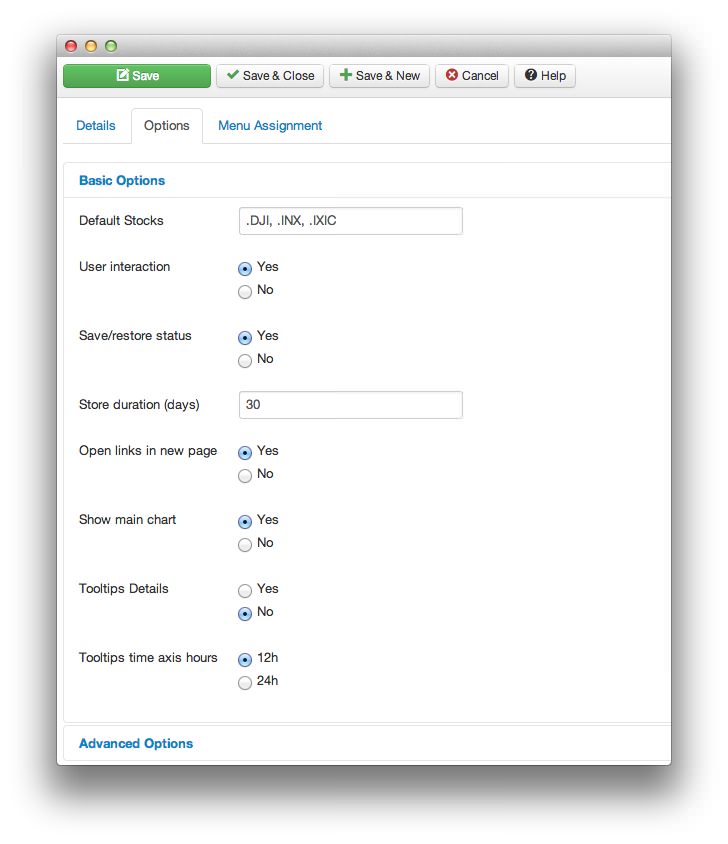 Save Save & Close Save & New Cancel Help
Details Options Menu Assignment
Basic Options
Default Stocks .DJI, .INX, .IXIC
User interaction Yes
No
Save/restore status Yes
No
Store duration (days) 30
Open links in new page Yes
No
Show main chart Yes
No
Tooltips Details Yes
No
Tooltips time axis hours 12h
24h
Advanced Options